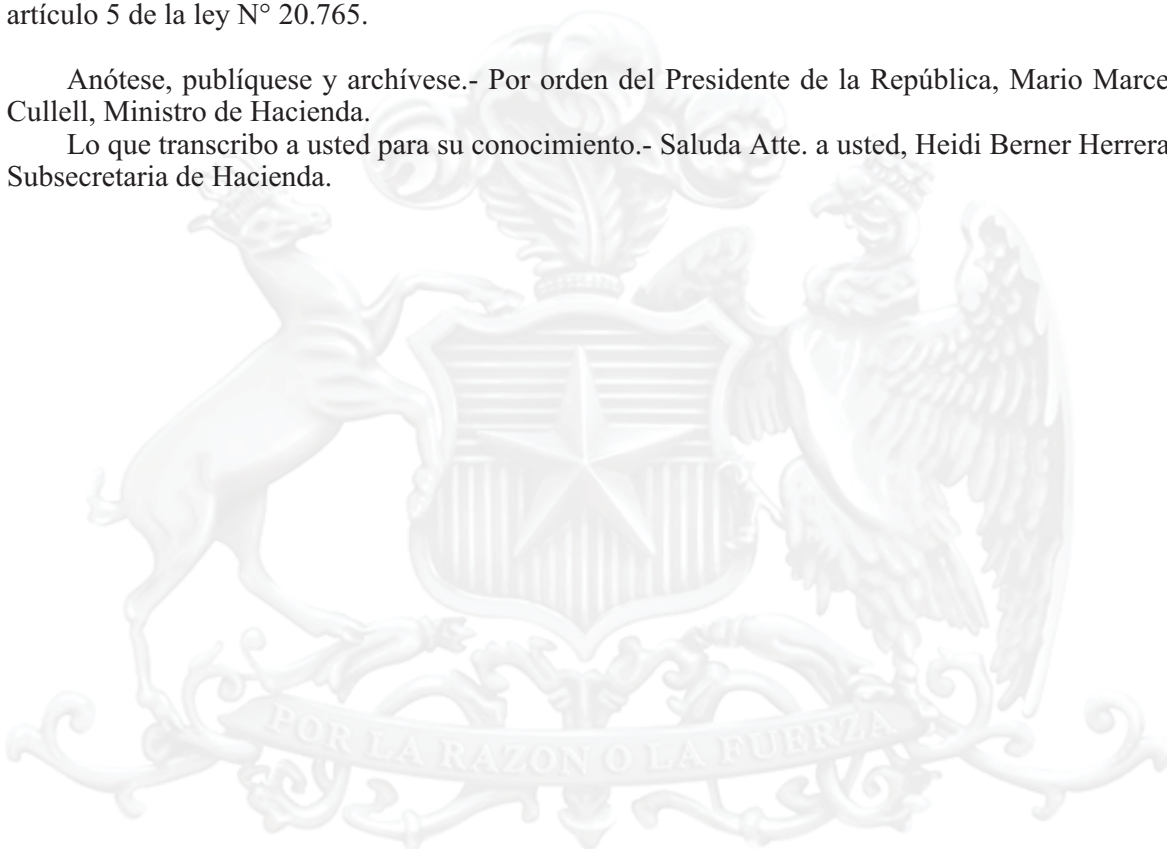 artículo 5 de la ley N° 20.765.
Anótese, publíquese y archívese.- Por orden del Presidente de la República, Mario Marcel
Cullell, Ministro de Hacienda.
Lo que transcribo a usted para su conocimiento.- Saluda Atte. a usted, Heidi Berner Herrera
Subsecretaria de Hacienda.
POR LA RAZON O LA FUERZA